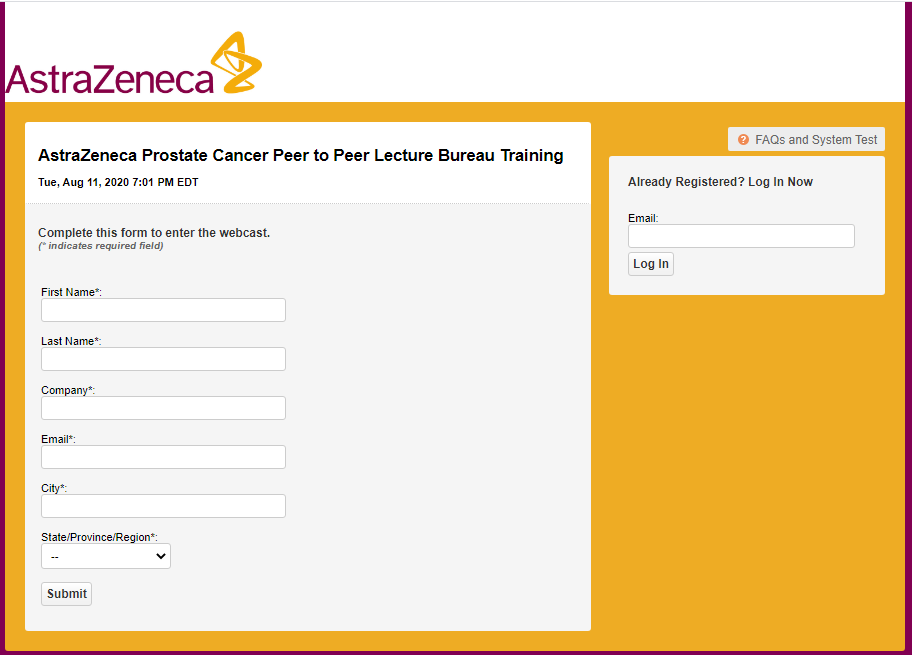 AstraZeneca
AstraZeneca Prostate Cancer Peer to Peer Lecture Bureau Training
Tue, Aug 11, 2020 7:01 PM EDT
Complete this form to enter the webcast.
(* indicates required field)
First Name*:
Last Name*:
Company*:
Email*:
City*:
State/Province/Region*:
--
Submit
? FAQs and System Test
Already Registered? Log In Now
Email:
Log In